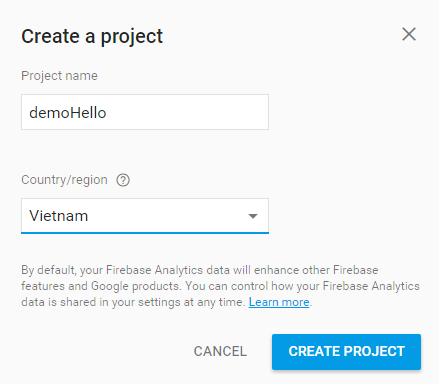 Create a project
Project name
demoHello
Country/region
Vietnam
By default, your Firebase Analytics data will enhance other Firebase
features and Google products. You can control how your Firebase Analytics
data is shared in your settings at any time. Learn more.
CANCEL
CREATE PROJECT